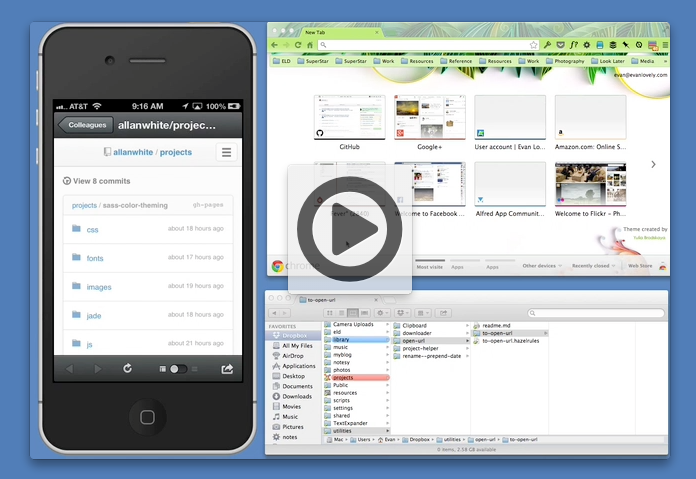 AT&T 9:16 AM 100%
Colleagues
allanwhite/projec...
allanwhite / projects
View 8 commits
projects / sass-color-theming gh-pages
css about 18 hours ago
fonts about 17 hours ago
images about 19 hours ago
jade about 18 hours ago
js about 21 hours ago
New Tab
ELD SuperStar SuperStar Work Resources Reference Resources Work Photography Look Later Media
evan@evanlovely.com
GitHub
Google+
User account | Evan Lo...
Amazon.com: Online S...
Welcome to Facebook ...
Alfred App Communit...
Welcome to Flickr – Ph...
Theme created by
chrome
Most visited
Apps
Apps
Other devices
Recently closed
Web Store
to-open-url
FAVORITES
Dropbox
All My Files
AirDrop
Applications
Desktop
Documents
Downloads
Movies
Music
Pictures
notes
Camera Uploads
eld
library
music
myblog
notesy
photos
projects
Public
resources
scripts
settings
shared
TextExpander
utilities
Clipboard
downloader
open-url
project-helper
rename--prepend-date
readme.md
to-open-url
to-open-url.hazelrules
Mac Users Evan Dropbox utilities open-url to-open-url
0 items, 2.58 GB available